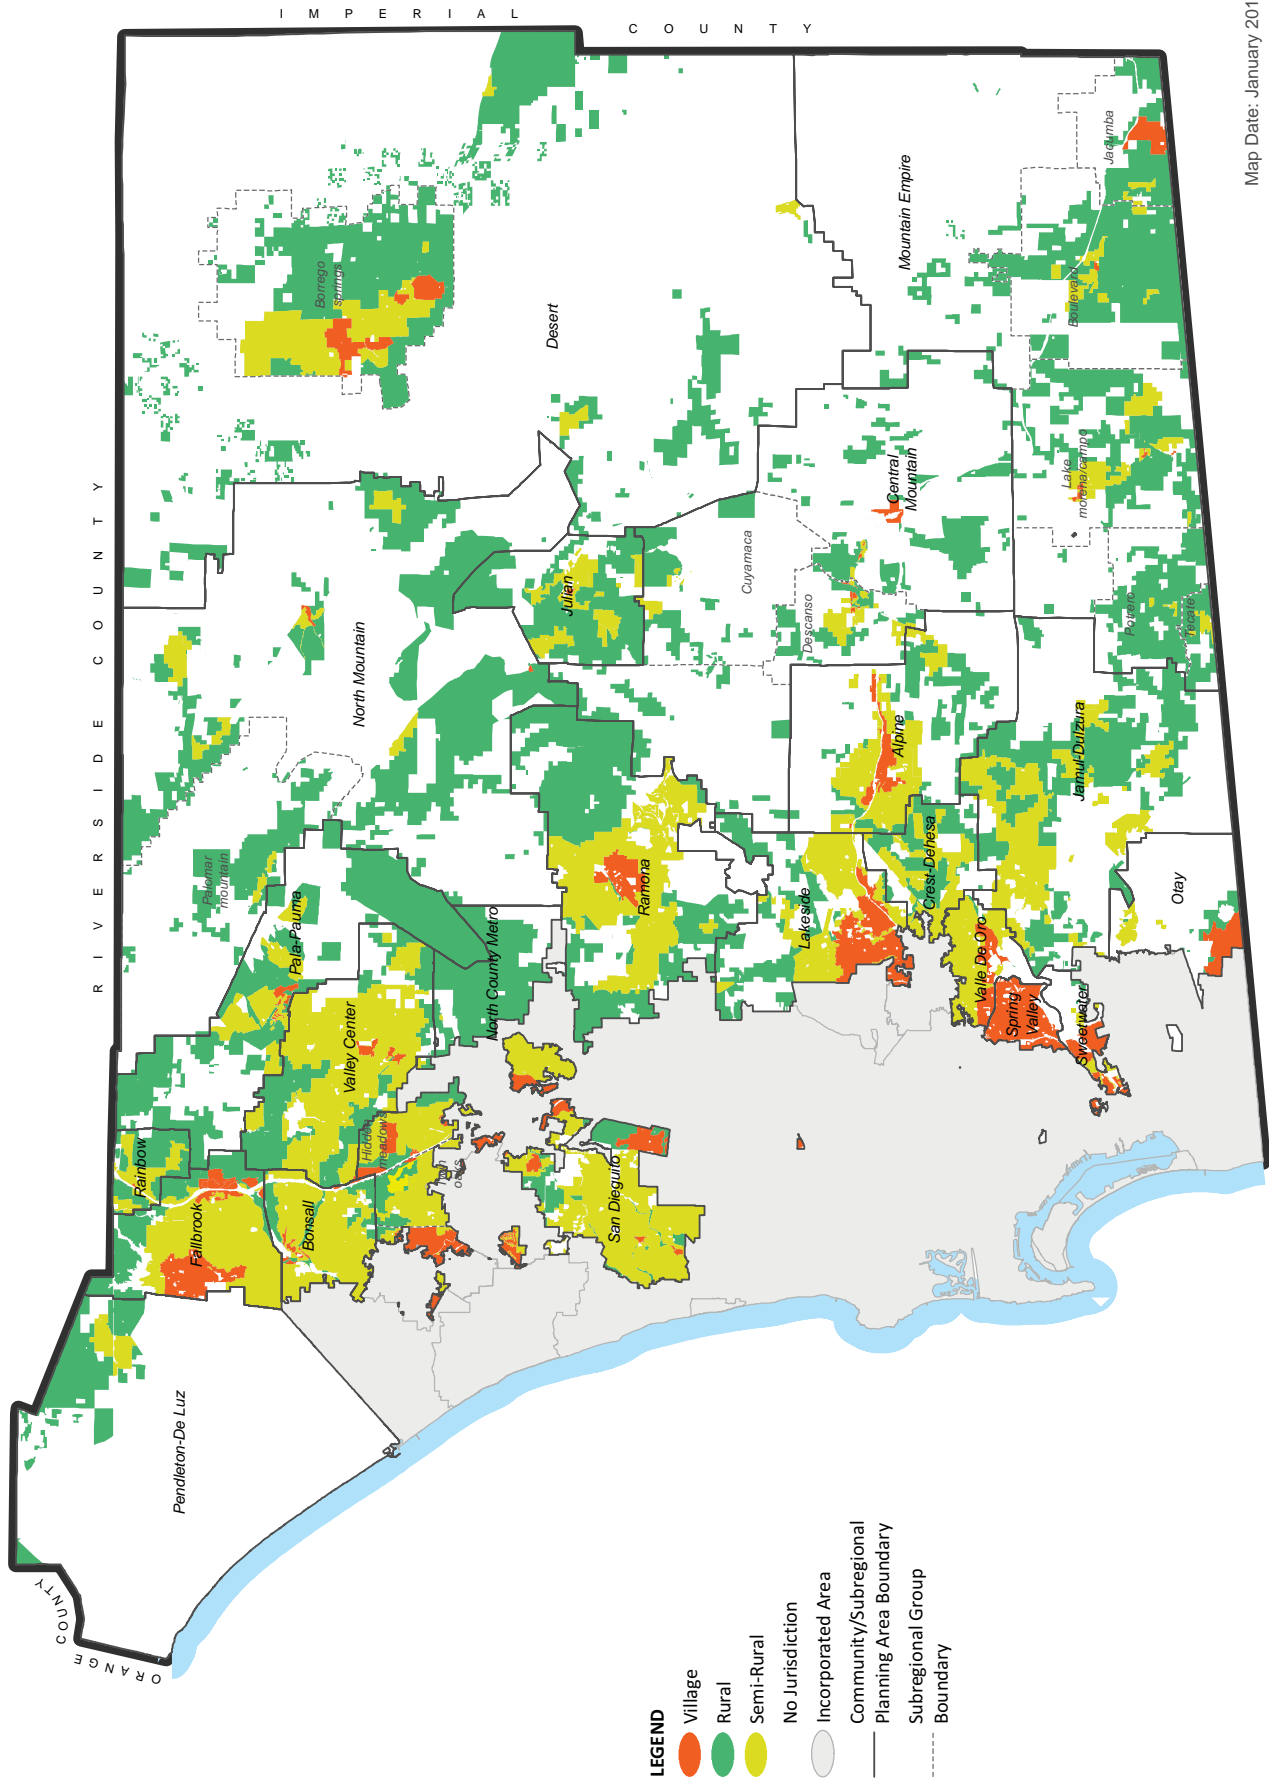 ORANGE COUNTY
RIVERSIDE COUNTY
IMPERIAL COUNTY
Pendleton-De Luz
Fallbrook
Rainbow
Bonsall
Pala-Pauma
Palomar
mountain
North Mountain
Valley Center
Hidden
meadows
Twin
oaks
North County Metro
San Dieguito
Ramona
Julian
Borrego
springs
Desert
Cuyamaca
Descanso
Central
Mountain
Mountain Empire
Lakeside
Alpine
Crest-Dehesa
Valle De Oro
Spring
Valley
Sweetwater
Jamul-Dulzura
Otay
Lake
morena/campo
Potrero
Tecate
Boulevard
Jacumba
LEGEND
Village
Rural
Semi-Rural
No Jurisdiction
Incorporated Area
Community/Subregional
Planning Area Boundary
Subregional Group
Boundary
Map Date: January 201